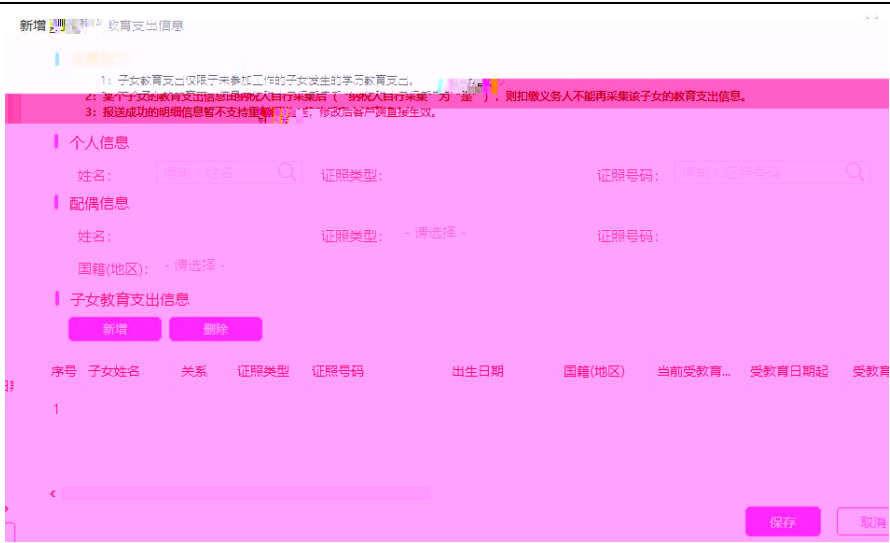 新增 教育支出信息
1：子女教育支出仅限于未参加工作的子女发生的学历教育支出。
2：某个子女的教育支出信息由纳税人自行采集后（“纳税人自行采集”为“是”），则扣缴义务人不能再采集该子女的教育支出信息。
3：报送成功的明细信息暂不支持重 ，修改后客户端直接生效。
个人信息
姓名： 请输入姓名 证照类型： 证照号码： 请输入证照号码
配偶信息
姓名： 证照类型： - 请选择 - 证照号码：
国籍(地区)： - 请选择 -
子女教育支出信息
新增 删除
序号 子女姓名 关系 证照类型 证照号码 出生日期 国籍(地区) 当前受教育... 受教育日期起 受教育
1
保存 取消